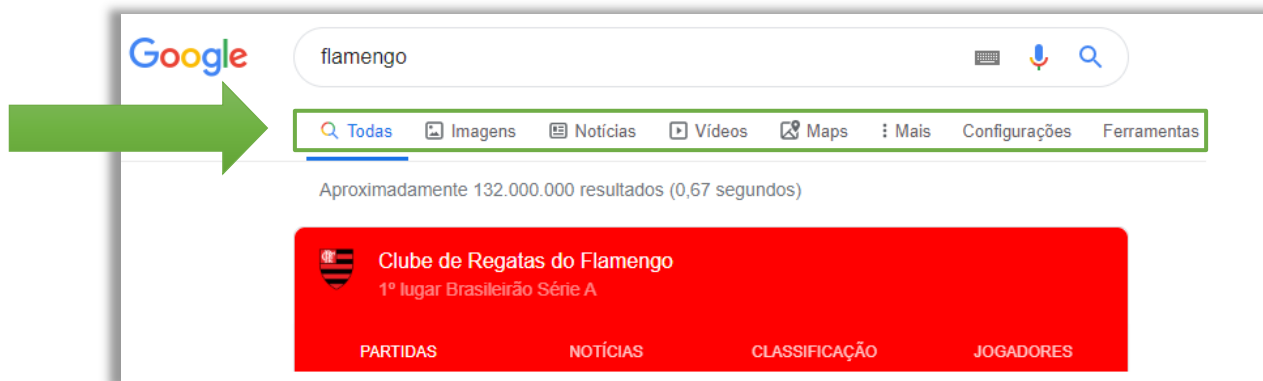 Google flamengo
Todas Imagens Notícias Vídeos Maps Mais Configurações Ferramentas
Aproximadamente 132.000.000 resultados (0,67 segundos)
Clube de Regatas do Flamengo
1º lugar Brasileirão Série A
PARTIDAS NOTÍCIAS CLASSIFICAÇÃO JOGADORES